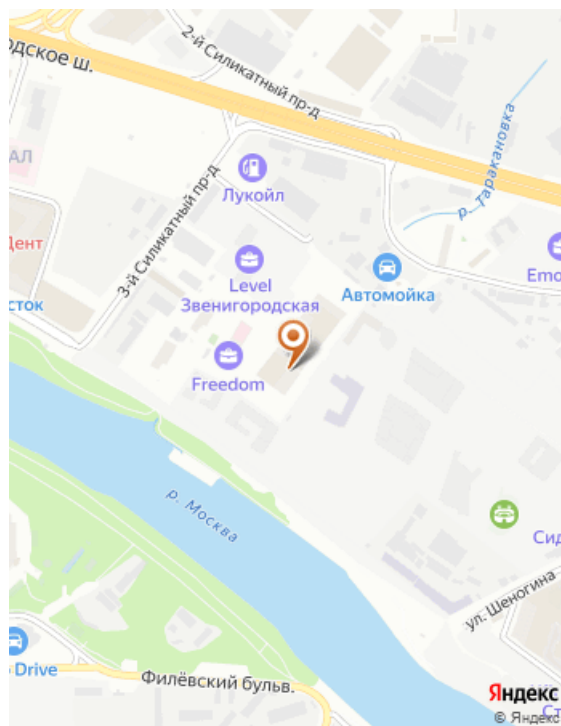 2-й Силикатный пр-д
одское ш.
р. Таракановка
АЛ
Лукойл
3-й Силикатный пр-д
Дент
Level
Звенигородская
Автомойка
Emo
сток
Freedom
р. Москва
Сид
ул. Шеногина
Drive
Филёвский бульв.
Яндекс
Ст
© Яндекс